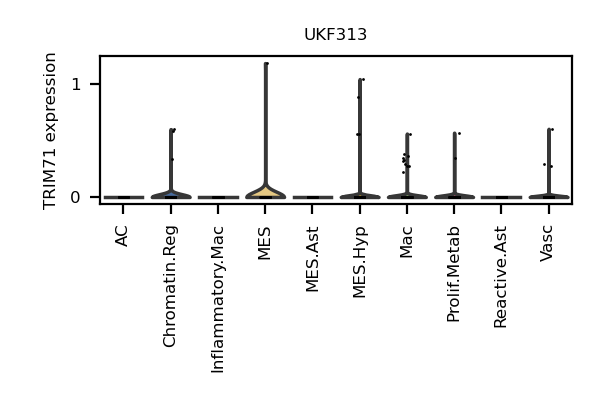 UKF313
TRIM71 expression
1
0
AC
Chromatin.Reg
Inflammatory.Mac
MES
MES.Ast
MES.Hyp
Mac
Prolif.Metab
Reactive.Ast
Vasc